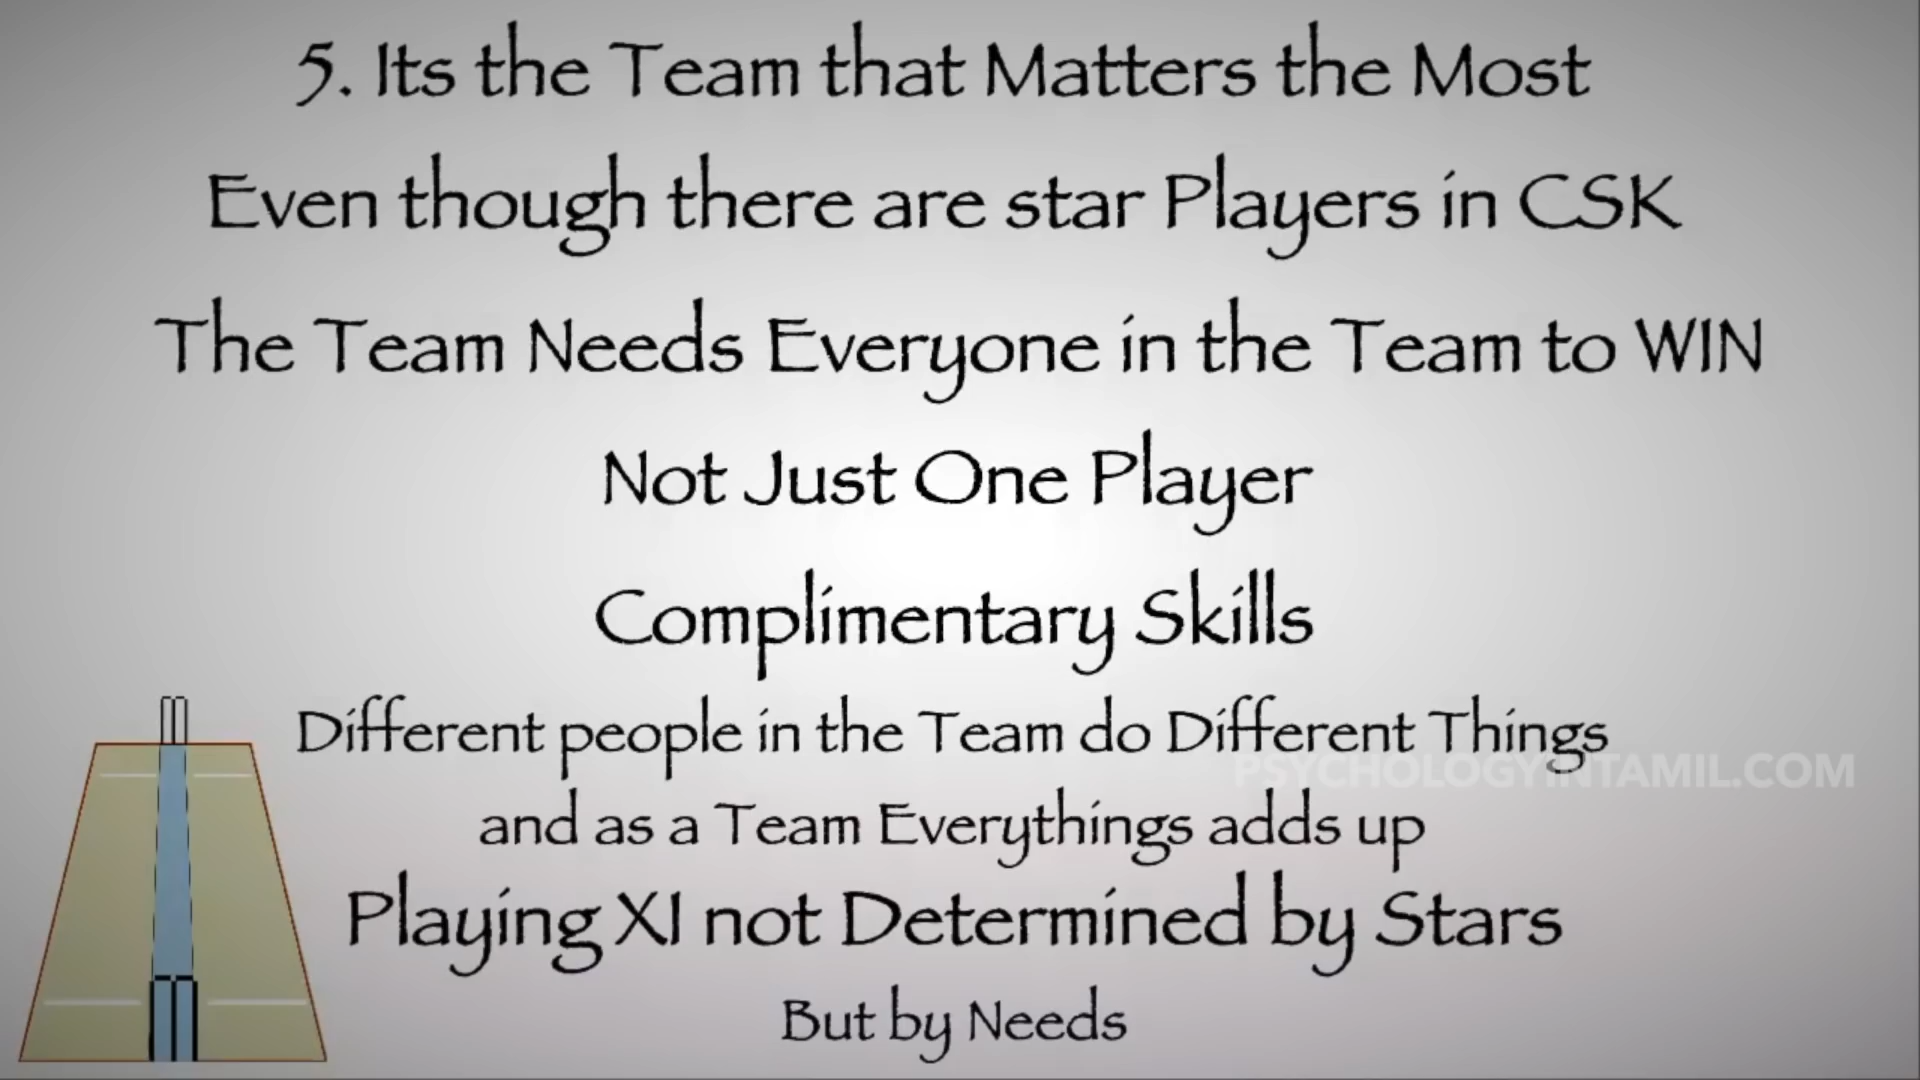 5. Its the Team that Matters the Most
Even though there are star Players in CSK
The Team Needs Everyone in the Team to WIN
Not Just One Player
Complimentary Skills
Different people in the Team do Different Things
PSYCHOLOGYINTAMIL.COM
and as a Team Everythings adds up
Playing XI not Determined by Stars
But by Needs